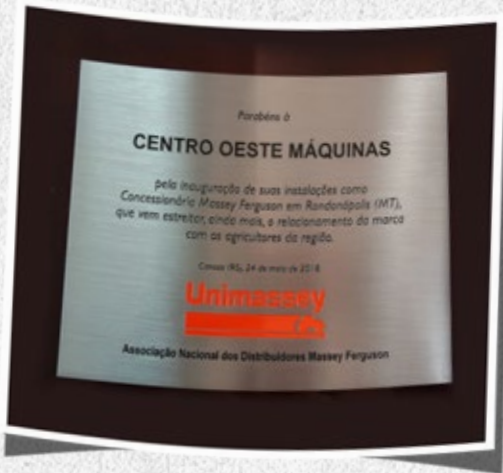 Parabéns à
CENTRO OESTE MÁQUINAS
pela inauguração de suas instalações como
Concessionária Massey Ferguson em Rondonópolis (MT),
que vem estreitar, ainda mais, o relacionamento da marca
com os agricultores da região.
Canoas (RS), 24 de maio de 2018
Unimassey
Associação Nacional dos Distribuidores Massey Ferguson